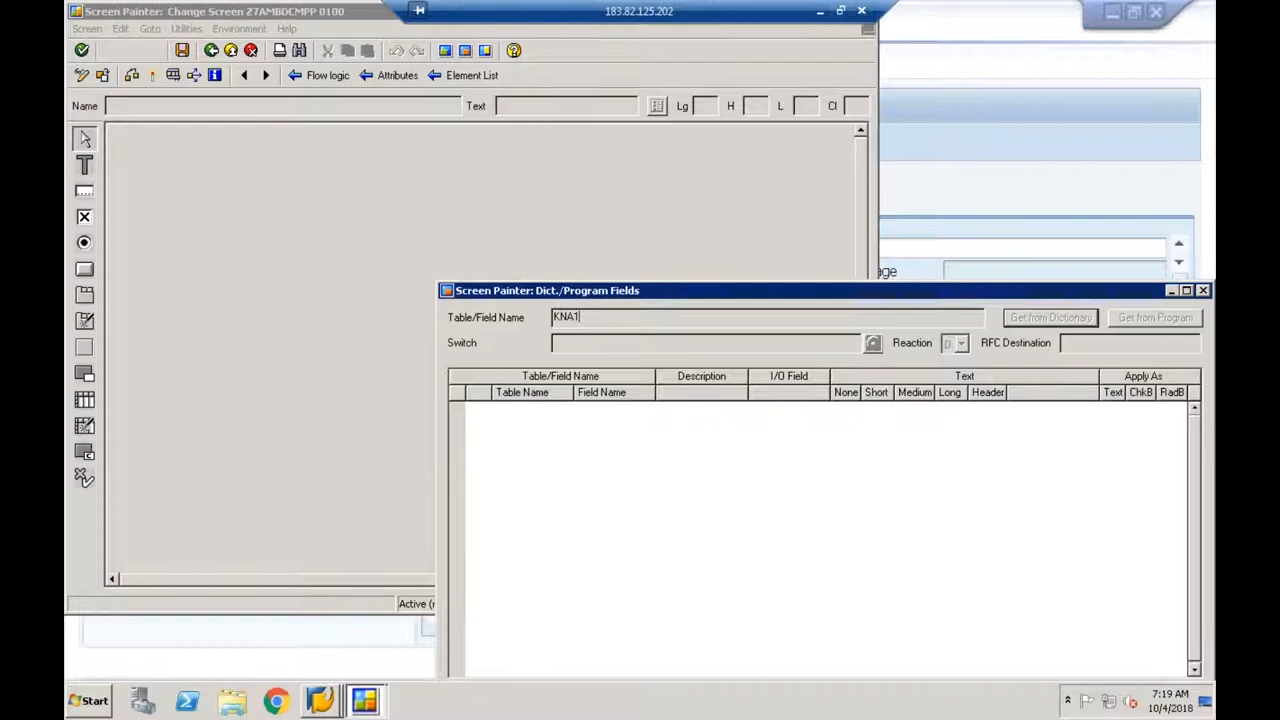 Screen Painter: Change Screen Z7AMBDCMPP 0100
183.82.125.202
Screen Edit Goto Utilities Environment Help
Flow logic Attributes Element List
Name Text Lg H L Cl
age
Screen Painter: Dict./Program Fields
Table/Field Name KNA1 Get from Dictionary Get from Program
Switch Reaction D RFC Destination
Table/Field Name Description I/O Field Text Apply As
Table Name Field Name None Short Medium Long Header Text ChkB RadB
Active (
Start
7:19 AM
10/4/2018